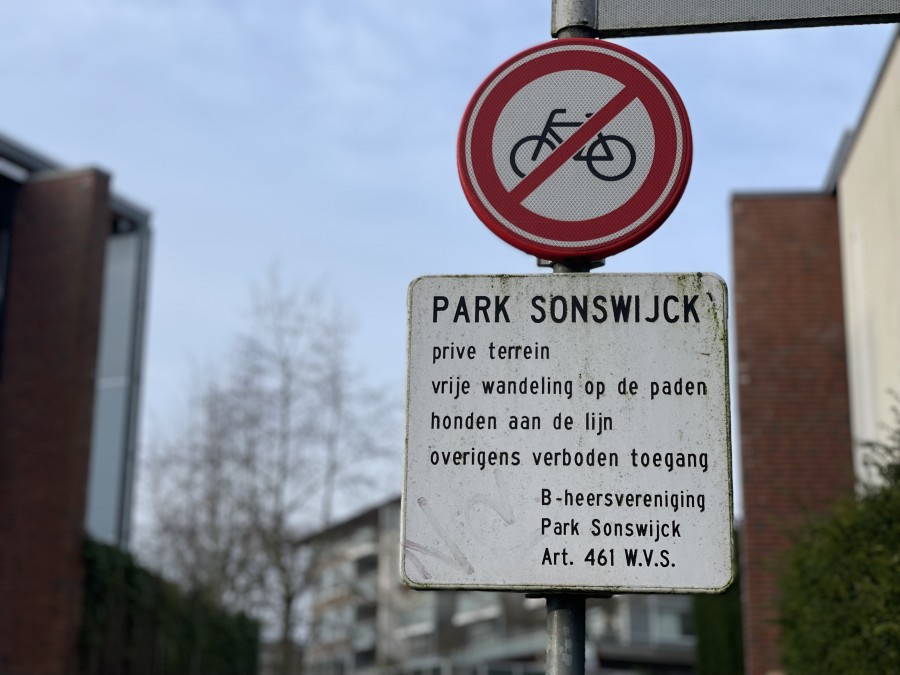 PARK SONSWIJCK
prive terrein
vrije wandeling op de paden
honden aan de lijn
overigens verboden toegang
B-heersvereniging
Park Sonswijck
Art. 461 W.V.S.